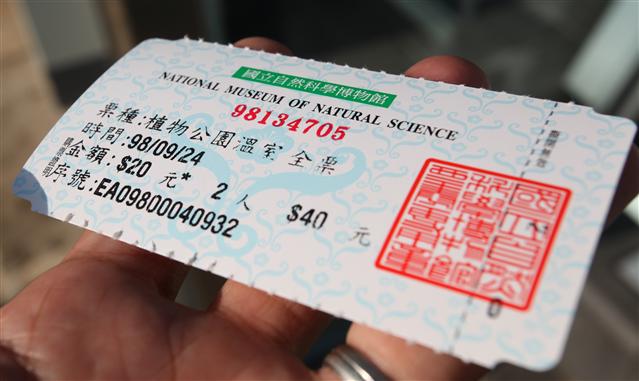 國立自然科學博物館
NATIONAL MUSEUM OF NATURAL SCIENCE
98134705
票種:植物公園溫室 全票
時間:98/09/24
金額:$20 元* 2 人 $40 元
序號:EA09800040932